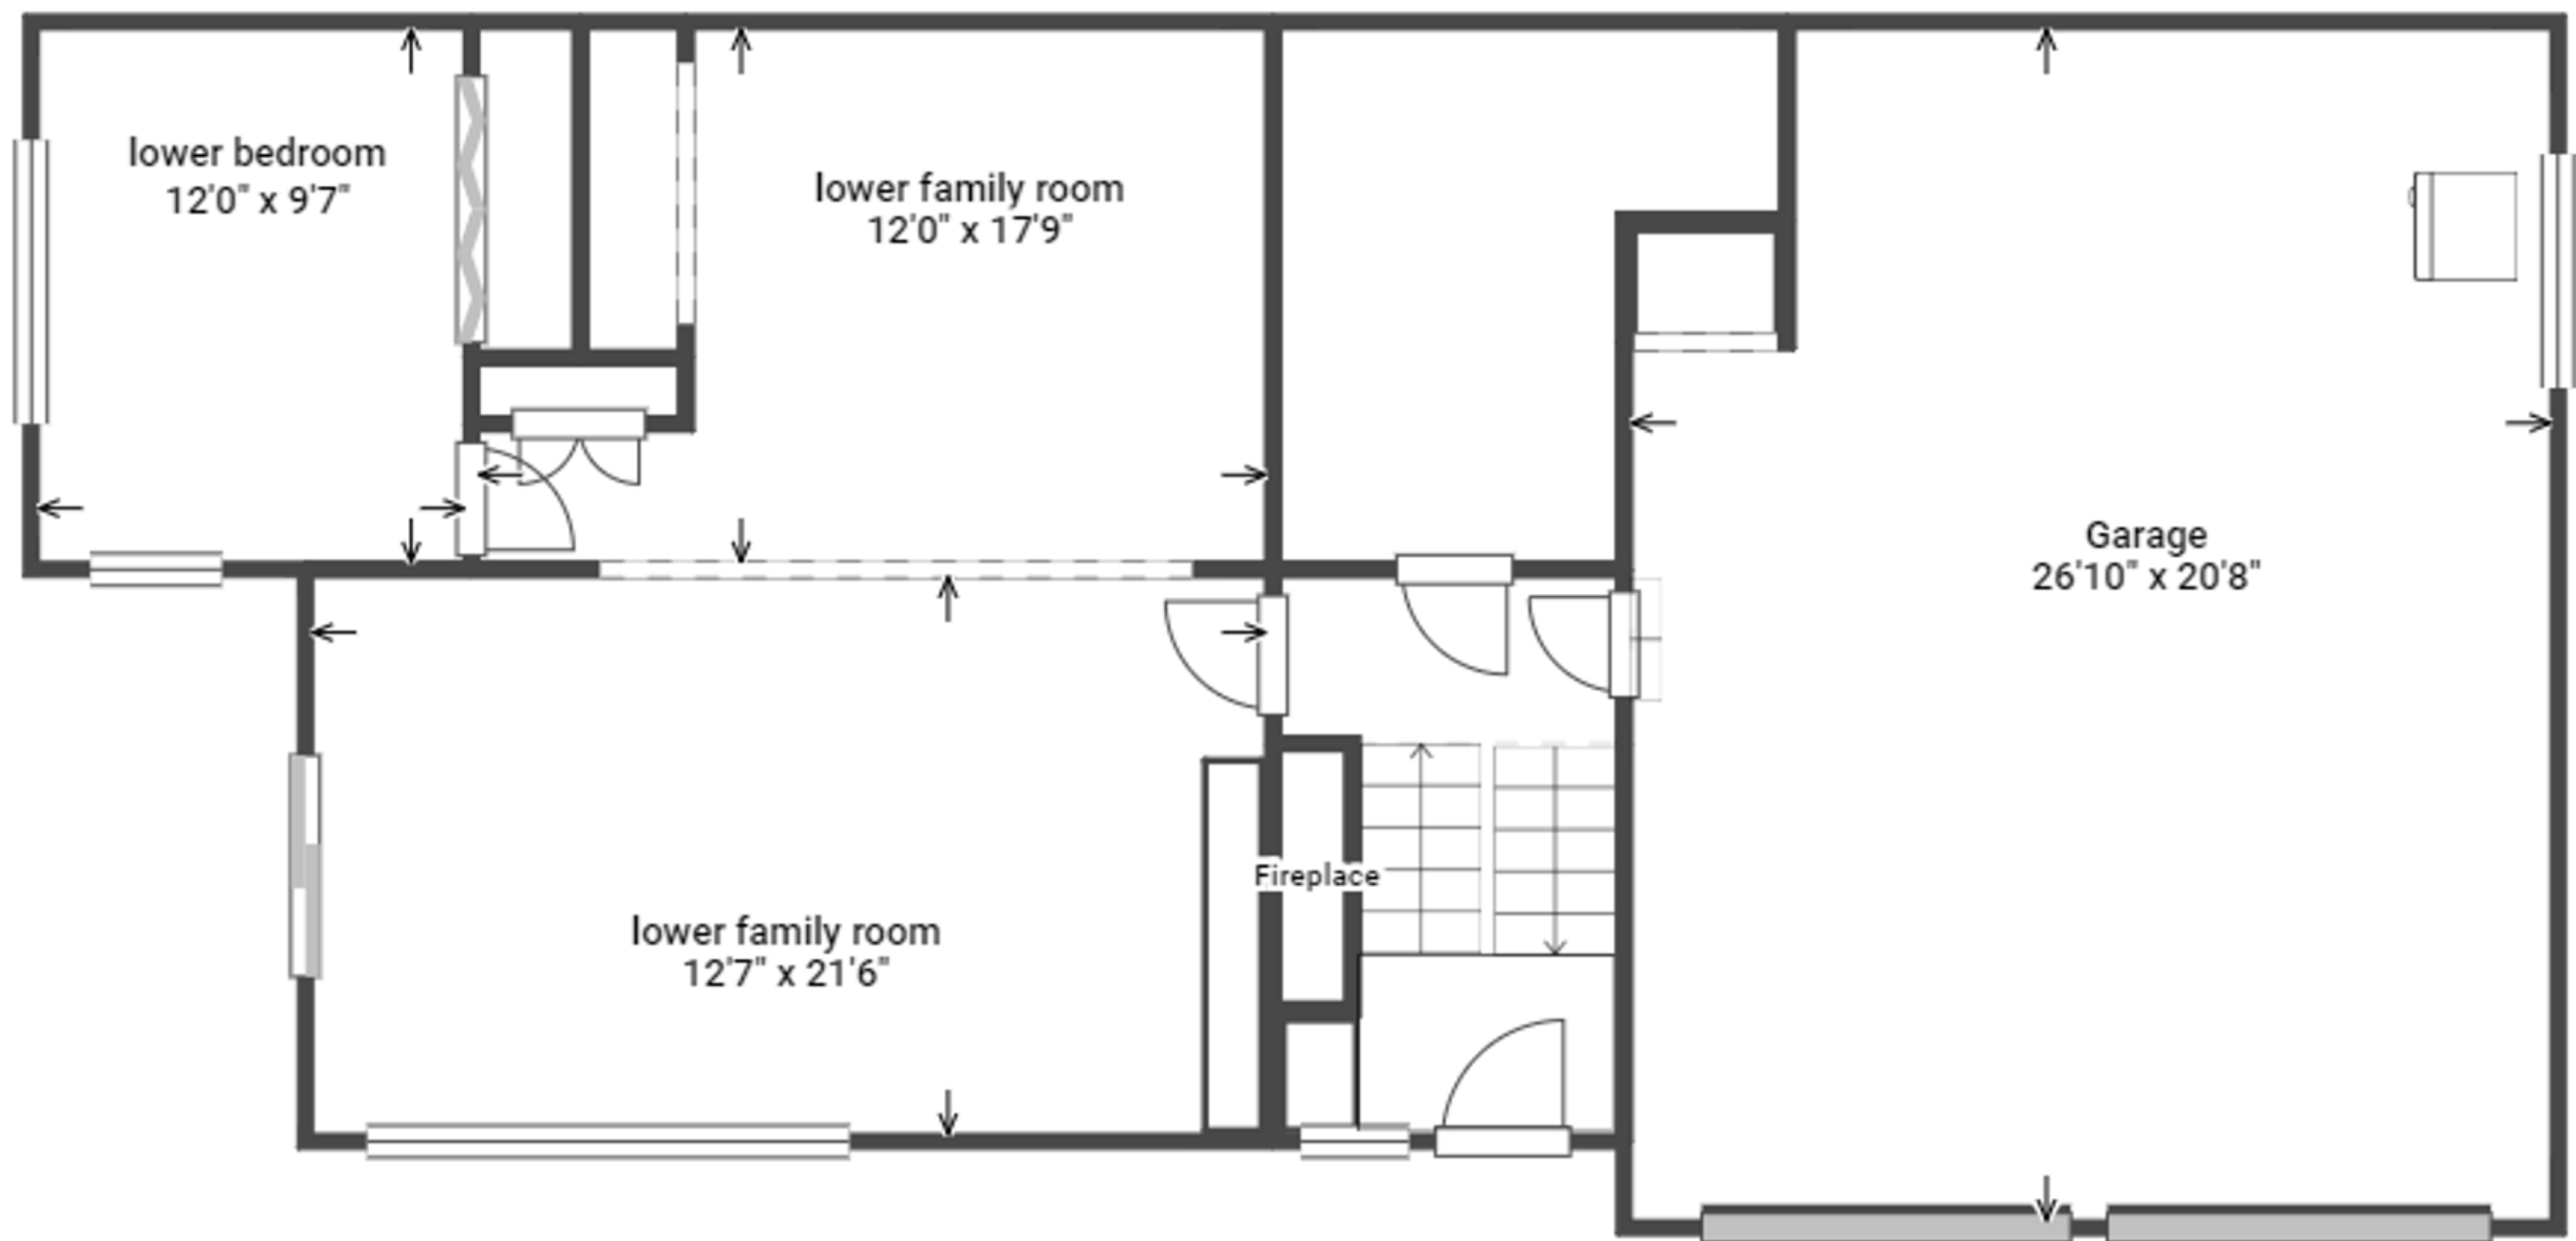 lower bedroom
12'0" x 9'7"
lower family room
12'0" x 17'9"
Garage
26'10" x 20'8"
Fireplace
lower family room
12'7" x 21'6"